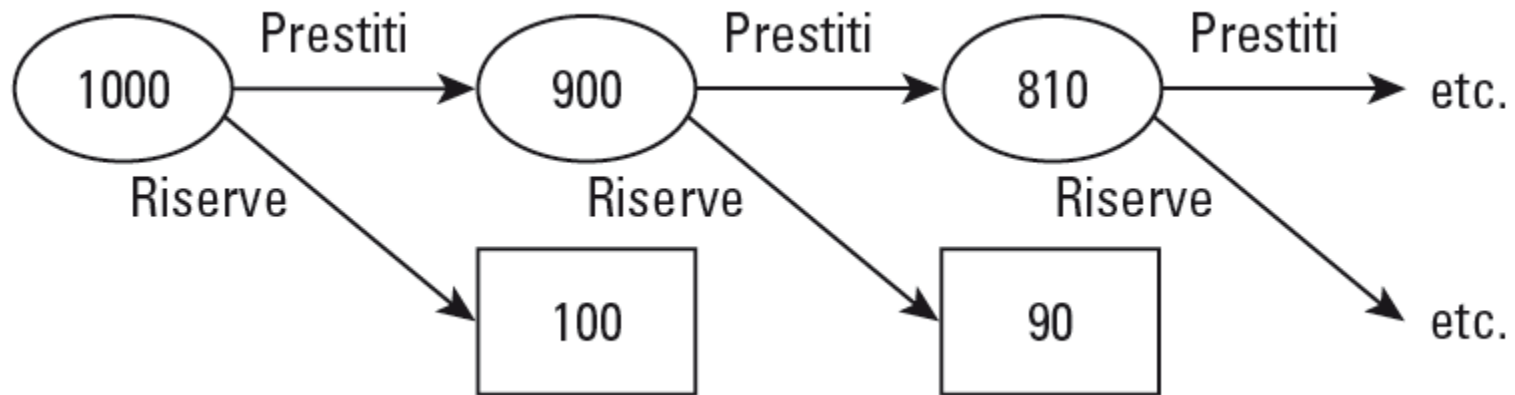 Prestiti Prestiti Prestiti
1000 900 810 etc.
Riserve Riserve Riserve
100 90 etc.